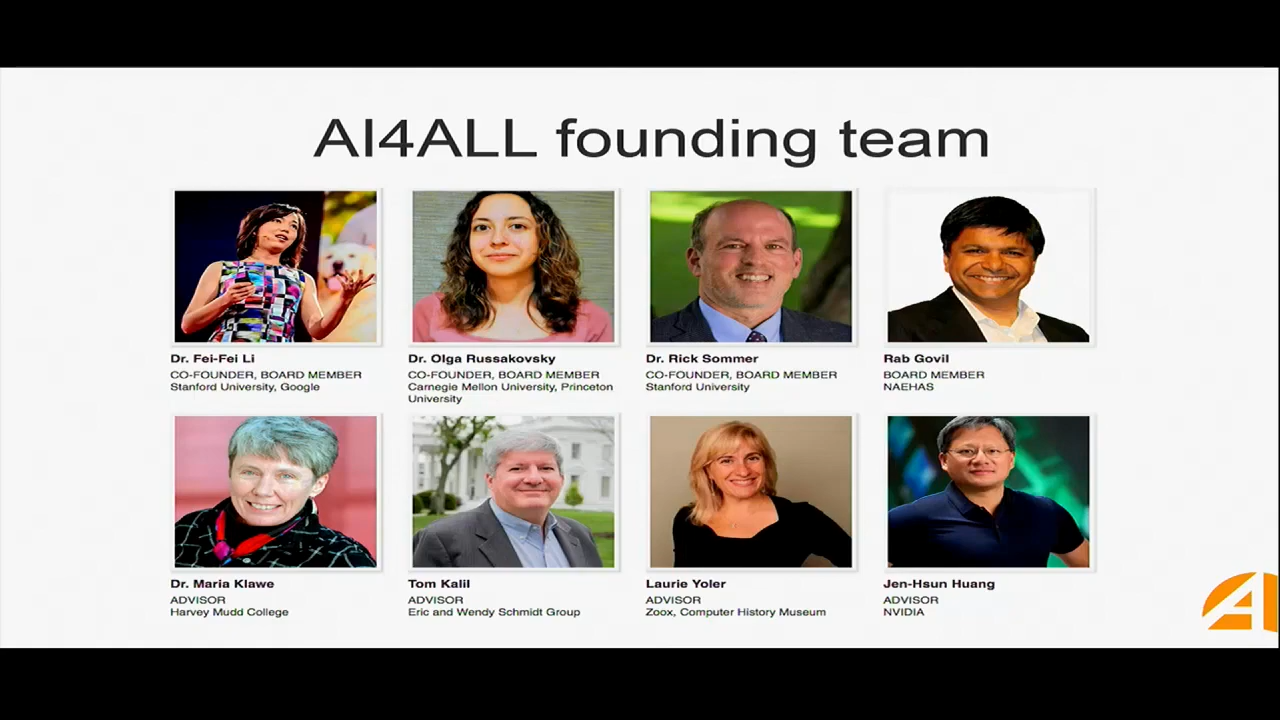 AI4ALL founding team
Dr. Fei-Fei Li
CO-FOUNDER, BOARD MEMBER
Stanford University, Google
Dr. Olga Russakovsky
CO-FOUNDER, BOARD MEMBER
Carnegie Mellon University, Princeton
University
Dr. Rick Sommer
CO-FOUNDER, BOARD MEMBER
Stanford University
Rab Govil
BOARD MEMBER
NAEHAS
Dr. Maria Klawe
ADVISOR
Harvey Mudd College
Tom Kalil
ADVISOR
Eric and Wendy Schmidt Group
Laurie Yoler
ADVISOR
Zoox, Computer History Museum
Jen-Hsun Huang
ADVISOR
NVIDIA